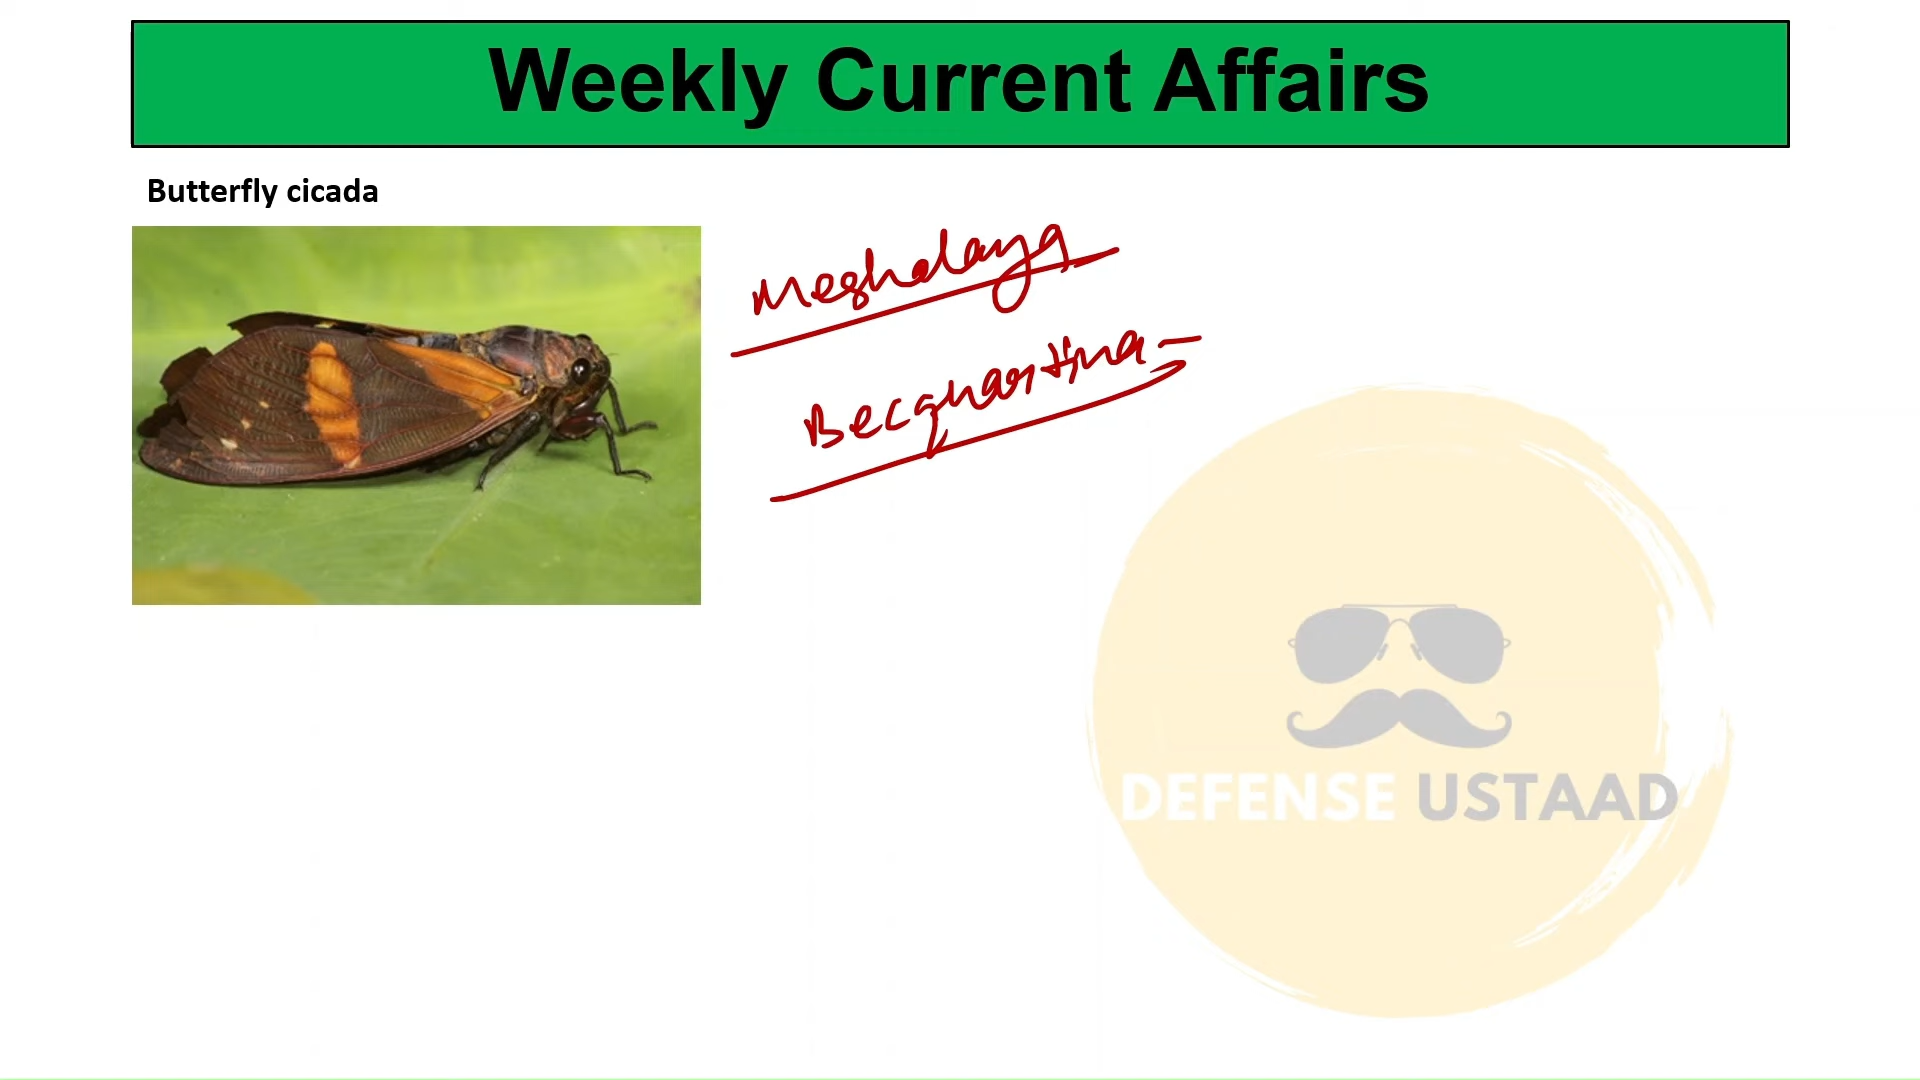 Weekly Current Affairs
Butterfly cicada
Meghalaya
Becquartina -
DEFENSE USTAAD